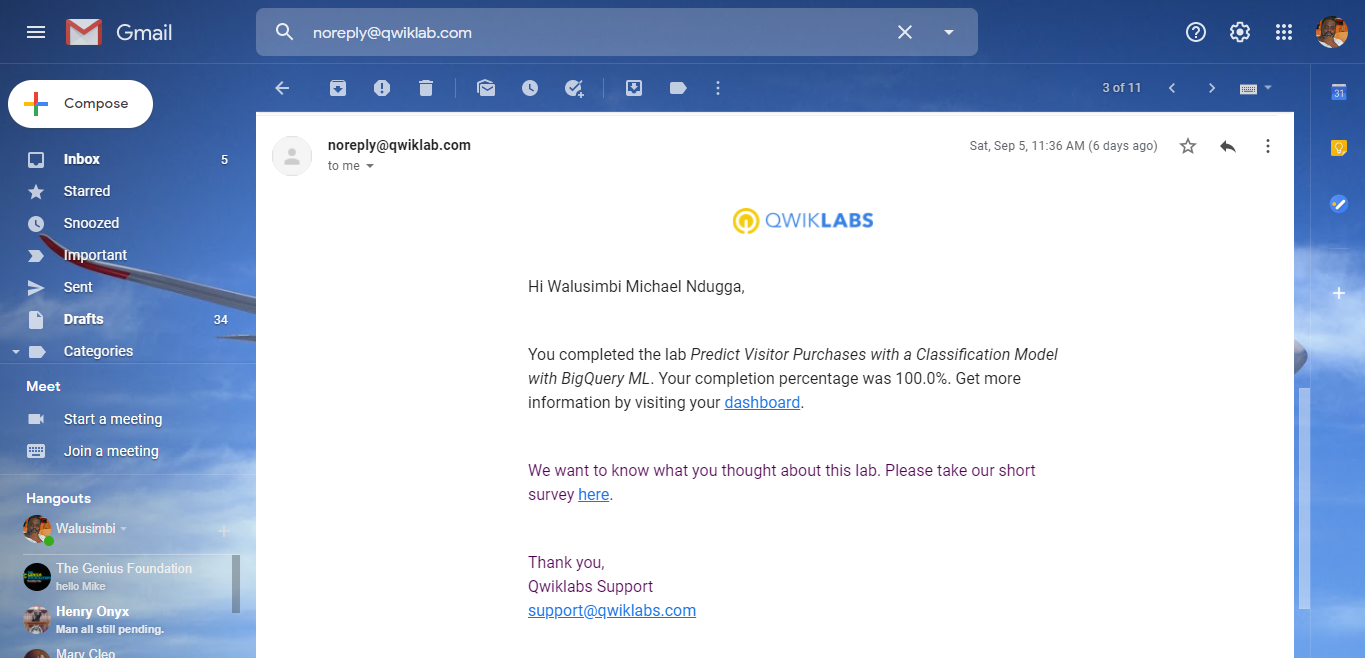 Gmail
noreply@qwiklab.com
Compose
3 of 11
31
Inbox 5
Starred
Snoozed
Important
Sent
Drafts 34
Categories
Meet
Start a meeting
Join a meeting
Hangouts
Walusimbi
The Genius Foundation
hello Mike
Henry Onyx
Man all still pending.
Mary Cleo
noreply@qwiklab.com
to me
Sat, Sep 5, 11:36 AM (6 days ago)
QWIKLABS
Hi Walusimbi Michael Ndugga,
You completed the lab Predict Visitor Purchases with a Classification Model
with BigQuery ML. Your completion percentage was 100.0%. Get more
information by visiting your dashboard.
We want to know what you thought about this lab. Please take our short
survey here.
Thank you,
Qwiklabs Support
support@qwiklabs.com